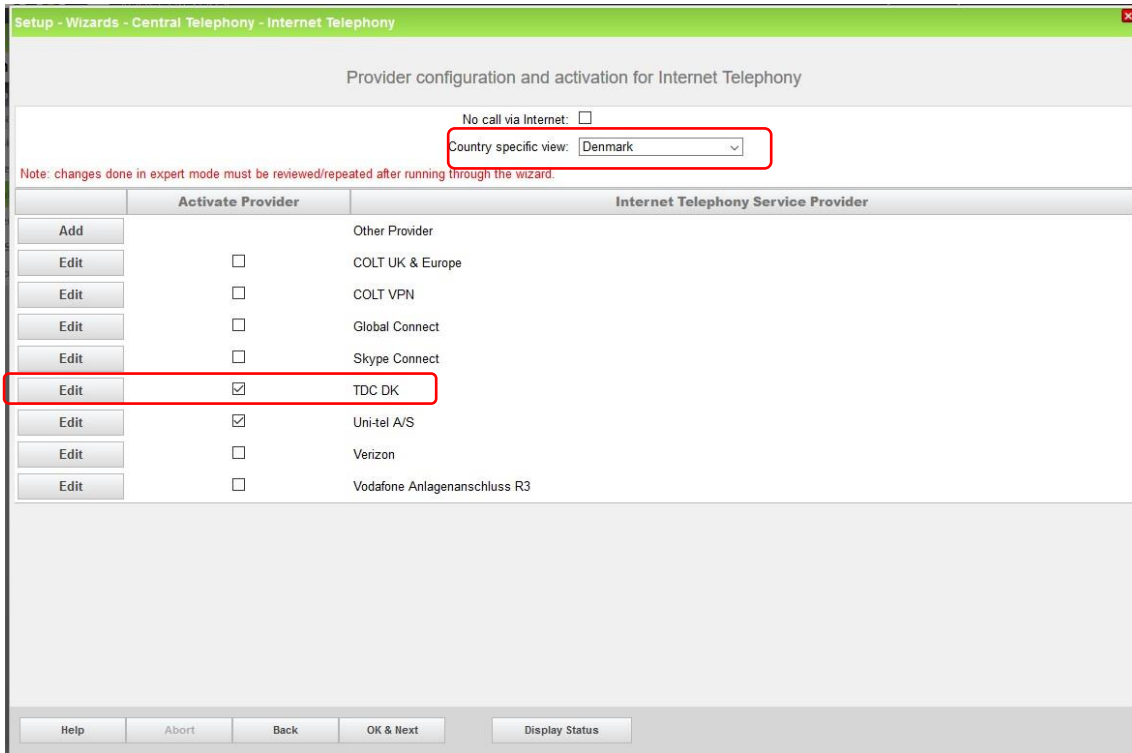 Setup - Wizards - Central Telephony - Internet Telephony
Provider configuration and activation for Internet Telephony
No call via Internet:
Country specific view: Denmark
Note: changes done in expert mode must be reviewed/repeated after running through the wizard.
Activate Provider Internet Telephony Service Provider
Add Other Provider
Edit COLT UK & Europe
Edit COLT VPN
Edit Global Connect
Edit Skype Connect
Edit TDC DK
Edit Uni-tel A/S
Edit Verizon
Edit Vodafone Anlagenanschluss R3
Help Abort Back OK & Next Display Status